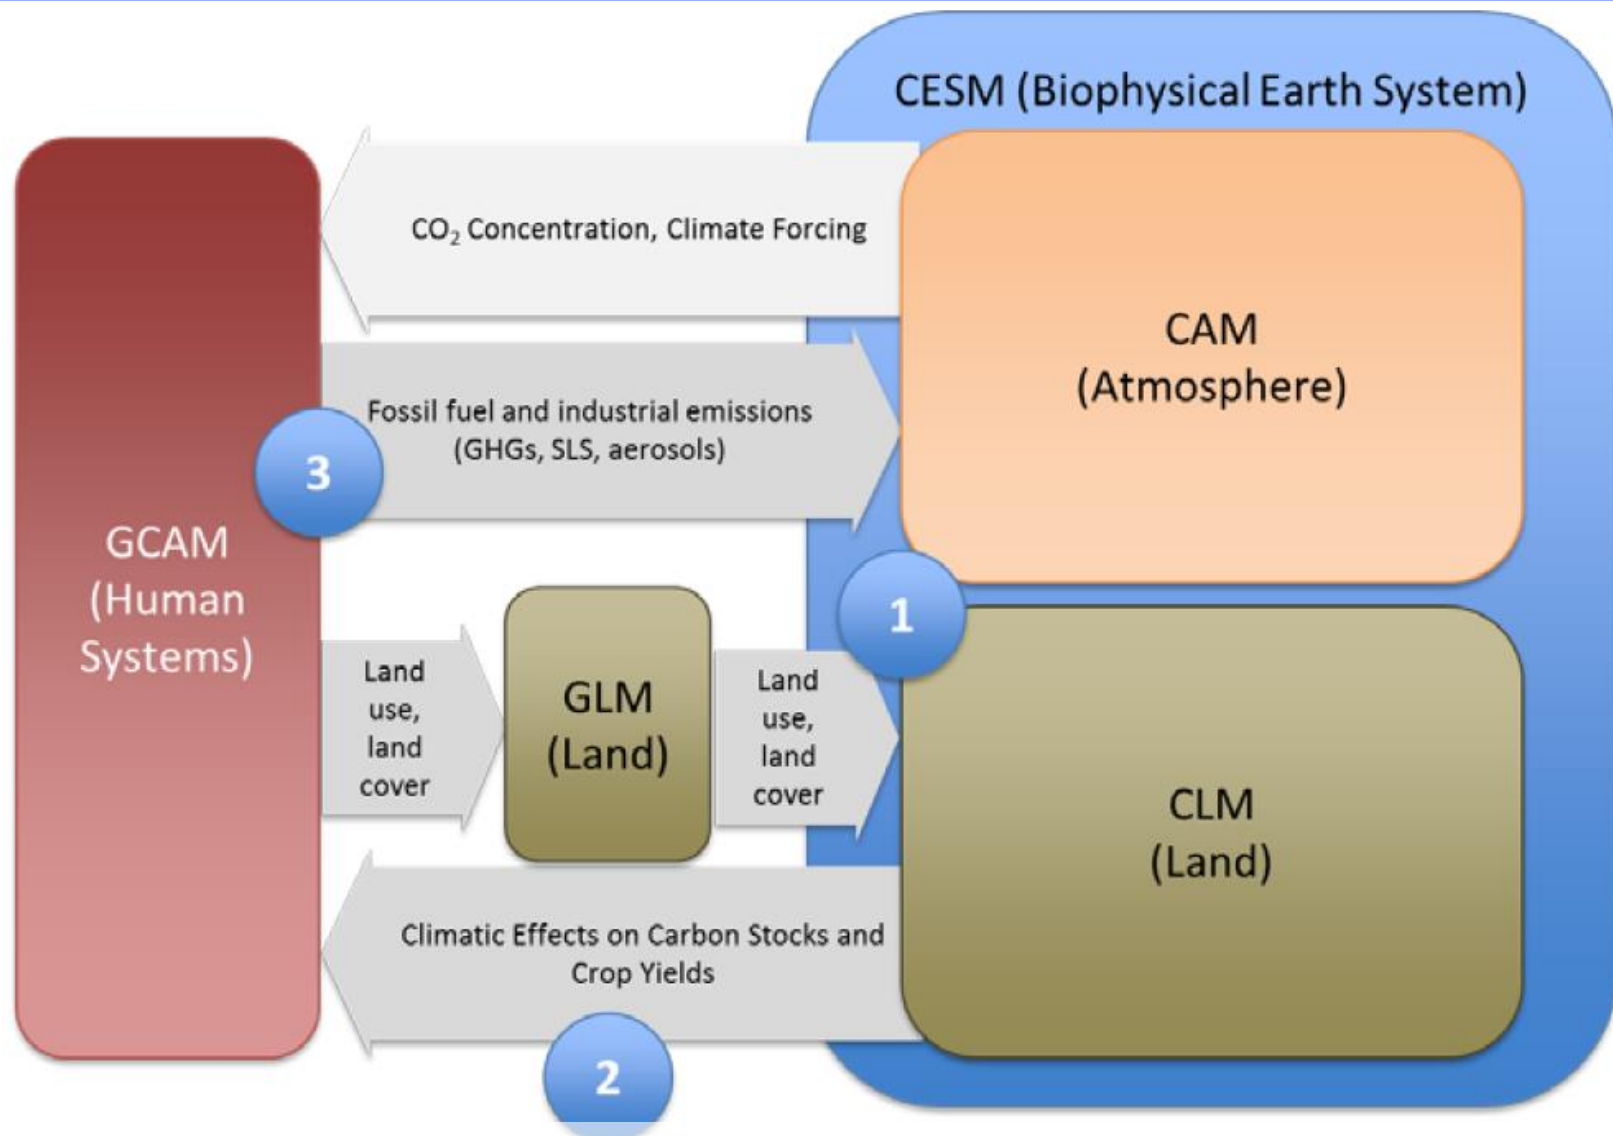 CESM (Biophysical Earth System)
CO₂ Concentration, Climate Forcing
CAM
(Atmosphere)
Fossil fuel and industrial emissions
(GHGs, SLS, aerosols)
3
GCAM
(Human
Systems)
1
Land
use,
land
cover
GLM
(Land)
Land
use,
land
cover
CLM
(Land)
Climatic Effects on Carbon Stocks and
Crop Yields
2